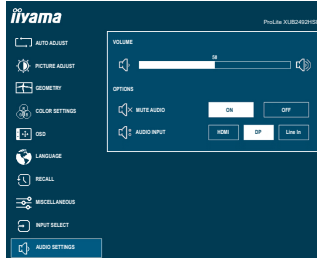 iiyama
ProLite XUB2492HSU
AUTO ADJUST
VOLUME
PICTURE ADJUST
GEOMETRY
OPTIONS
COLOR SETTINGS
MUTE AUDIO
ON
OFF
OSD
AUDIO INPUT
HDMI
DP
Line In
LANGUAGE
RECALL
MISCELLANEOUS
INPUT SELECT
AUDIO SETTINGS